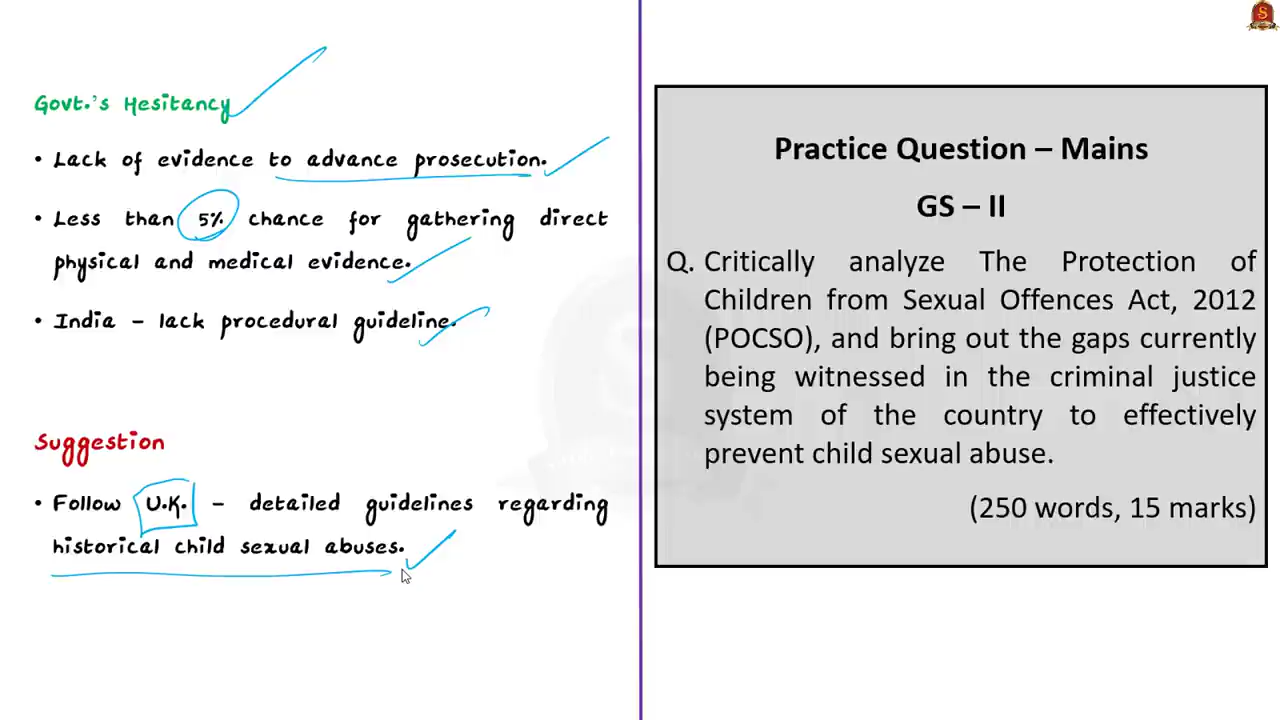 Govt.'s Hesitancy
• Lack of evidence to advance prosecution.
• Less than 5% chance for gathering direct
physical and medical evidence.
• India – lack procedural guideline.
Suggestion
• Follow U.K. – detailed guidelines regarding
historical child sexual abuses.
Practice Question – Mains
GS – II
Q. Critically analyze The Protection of
Children from Sexual Offences Act, 2012
(POCSO), and bring out the gaps currently
being witnessed in the criminal justice
system of the country to effectively
prevent child sexual abuse.
(250 words, 15 marks)